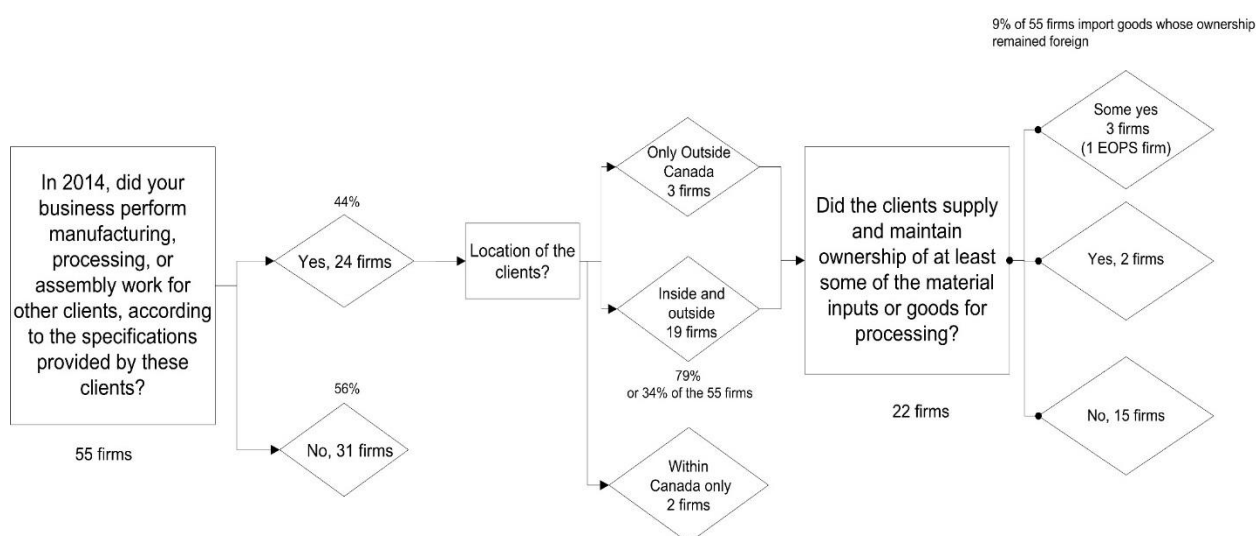 9% of 55 firms import goods whose ownership
remained foreign
In 2014, did your
business perform
manufacturing,
processing, or
assembly work for
other clients, according
to the specifications
provided by these
clients?
55 firms
44%
Yes, 24 firms
56%
No, 31 firms
Location of the
clients?
Only Outside
Canada
3 firms
Inside and
outside
19 firms
79%
or 34% of the 55 firms
Within
Canada only
2 firms
Did the clients supply
and maintain
ownership of at least
some of the material
inputs or goods for
processing?
22 firms
Some yes
3 firms
(1 EOPS firm)
Yes, 2 firms
No, 15 firms